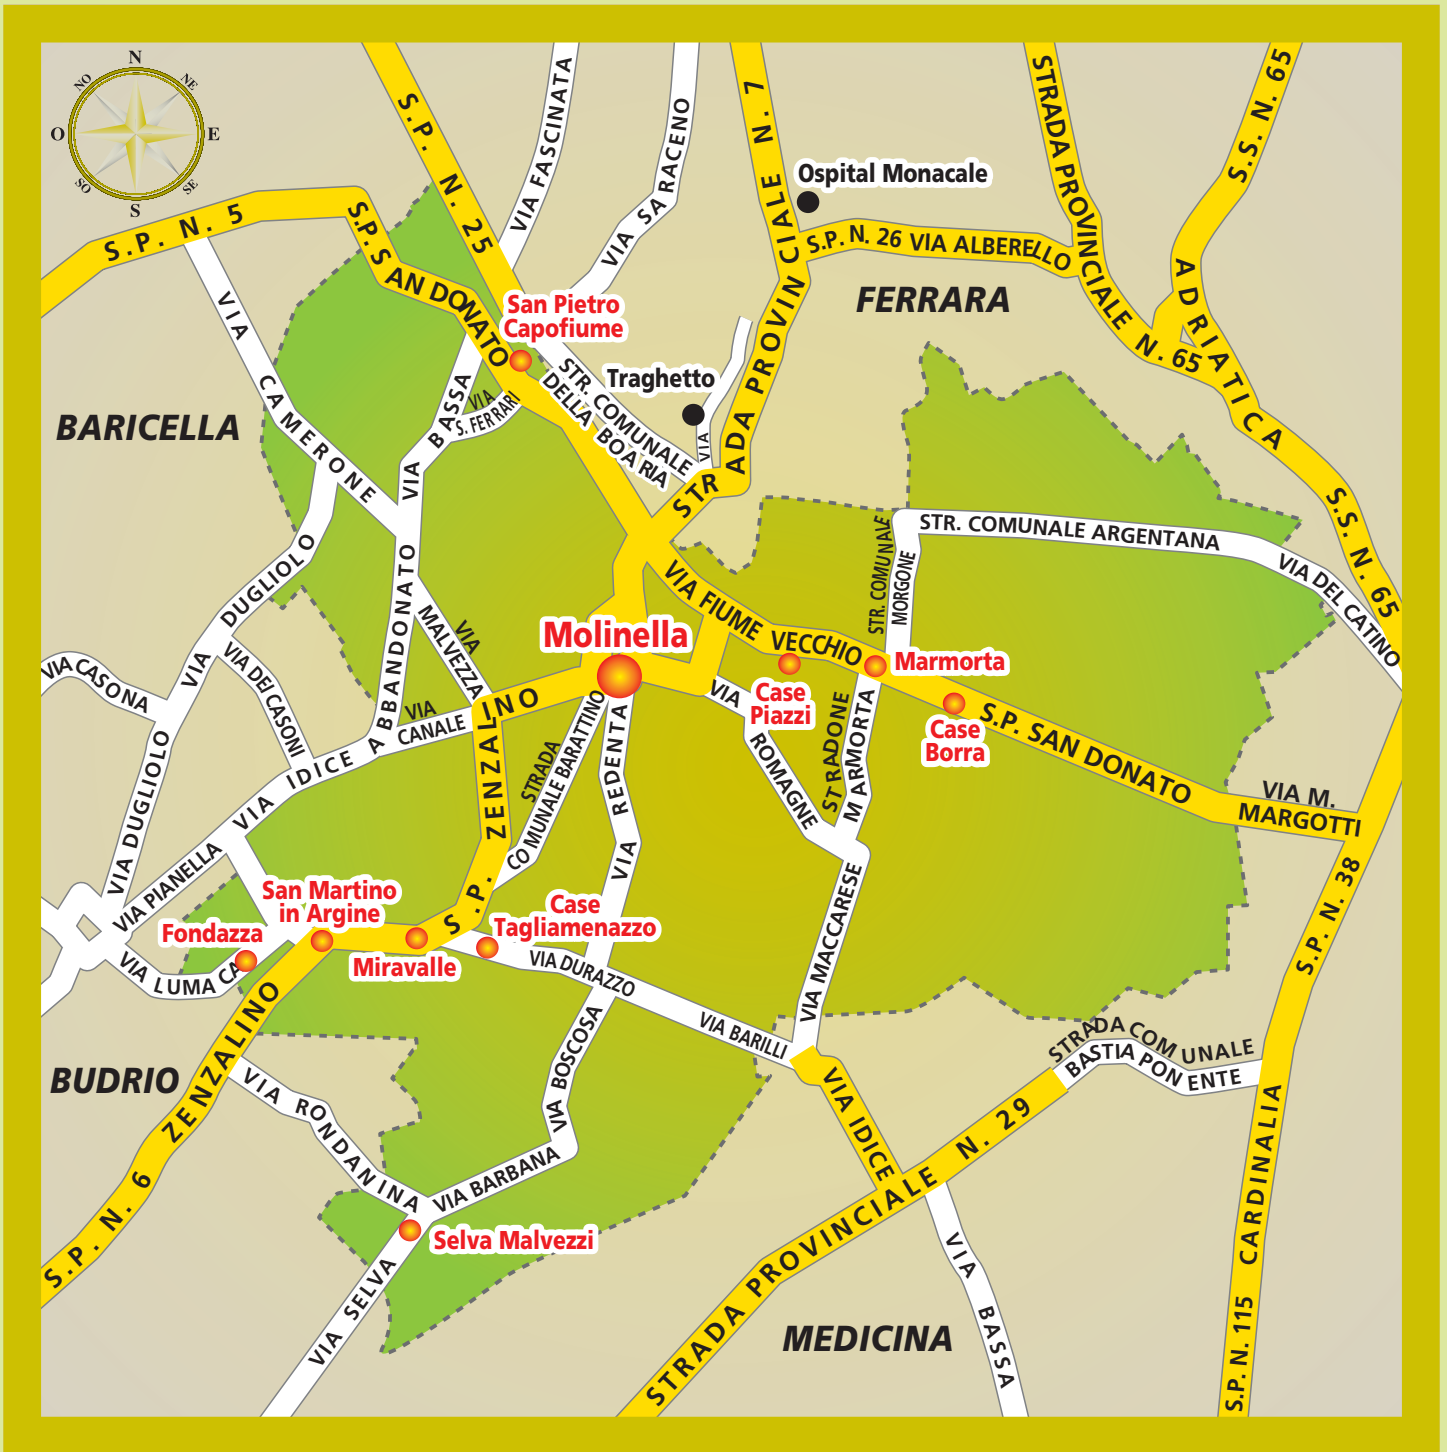 N
NO
NE
O
E
SO
SE
S
S.P. N. 5
S.P. SAN DONATO
S.P. N. 25
VIA FASCINATA
VIA SARACENO
STRADA PROVINCIALE N. 7
Ospital Monacale
S.P. N. 26 VIA ALBERELLO
STRADA PROVINCIALE N. 65
S.S. N. 65
ADRIATICA
S.S. N. 65
FERRARA
San Pietro
Capofiume
Traghetto
VIA
STR. COMUNALE
DELLA BOARIA
VIA
S. FERRARI
VIA BASSA
VIA CAMERONE
BARICELLA
VIA DUGLIOLO
VIA DEI CASONI
VIA CASONA
VIA DUGLIOLO
VIA ABBANDONATO
VIA
MALVEZZA
VIA
CANALE
VIA IDICE
VIA PIANELLA
VIA FIUME VECCHIO
STR. COMUNALE
MORGONE
STR. COMUNALE ARGENTANA
VIA DEL CATINO
Molinella
Marmorta
Case
Piazzi
Case
Borra
S.P. SAN DONATO
VIA M.
MARGOTTI
VIA ROMAGNE
STRADONE
MARMORTA
VIA MACCARESE
S.P. ZENZALINO
STRADA
COMUNALE BARATTINO
VIA REDENTA
San Martino
in Argine
Fondazza
Miravalle
Case
Tagliamenazzo
VIA LUMACA
VIA DURAZZO
VIA BARILLI
VIA BOSCOSA
VIA BARBANA
VIA RONDANINA
BUDRIO
S.P. N. 6 ZENZALINO
Selva Malvezzi
VIA SELVA
VIA IDICE
STRADA PROVINCIALE N. 29
STRADA COMUNALE
BASTIA PONENTE
S.P. N. 38
S.P. N. 115 CARDINALIA
VIA BASSA
MEDICINA